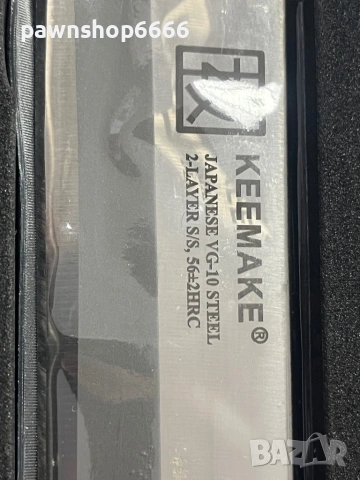 pawnshop6666
KEEMAKE®
JAPANESE VG-10 STEEL
2-LAYER S/S, 56±2HRC
BAZAR